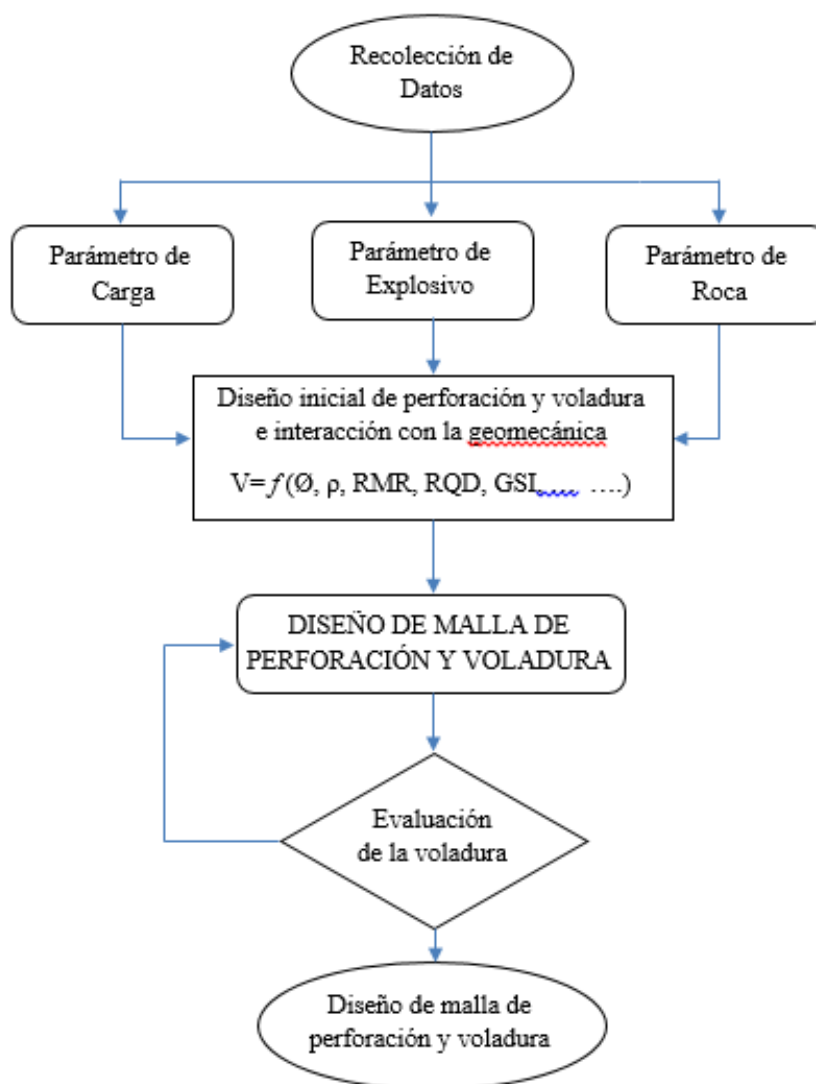 Recolección de
Datos
Parámetro de
Carga
Parámetro de
Explosivo
Parámetro de
Roca
Diseño inicial de perforación y voladura
e interacción con la geomecánica
V= f (Ø, ρ, RMR, RQD, GSI,.... ....)
DISEÑO DE MALLA DE
PERFORACIÓN Y VOLADURA
Evaluación
de la voladura
Diseño de malla de
perforación y voladura